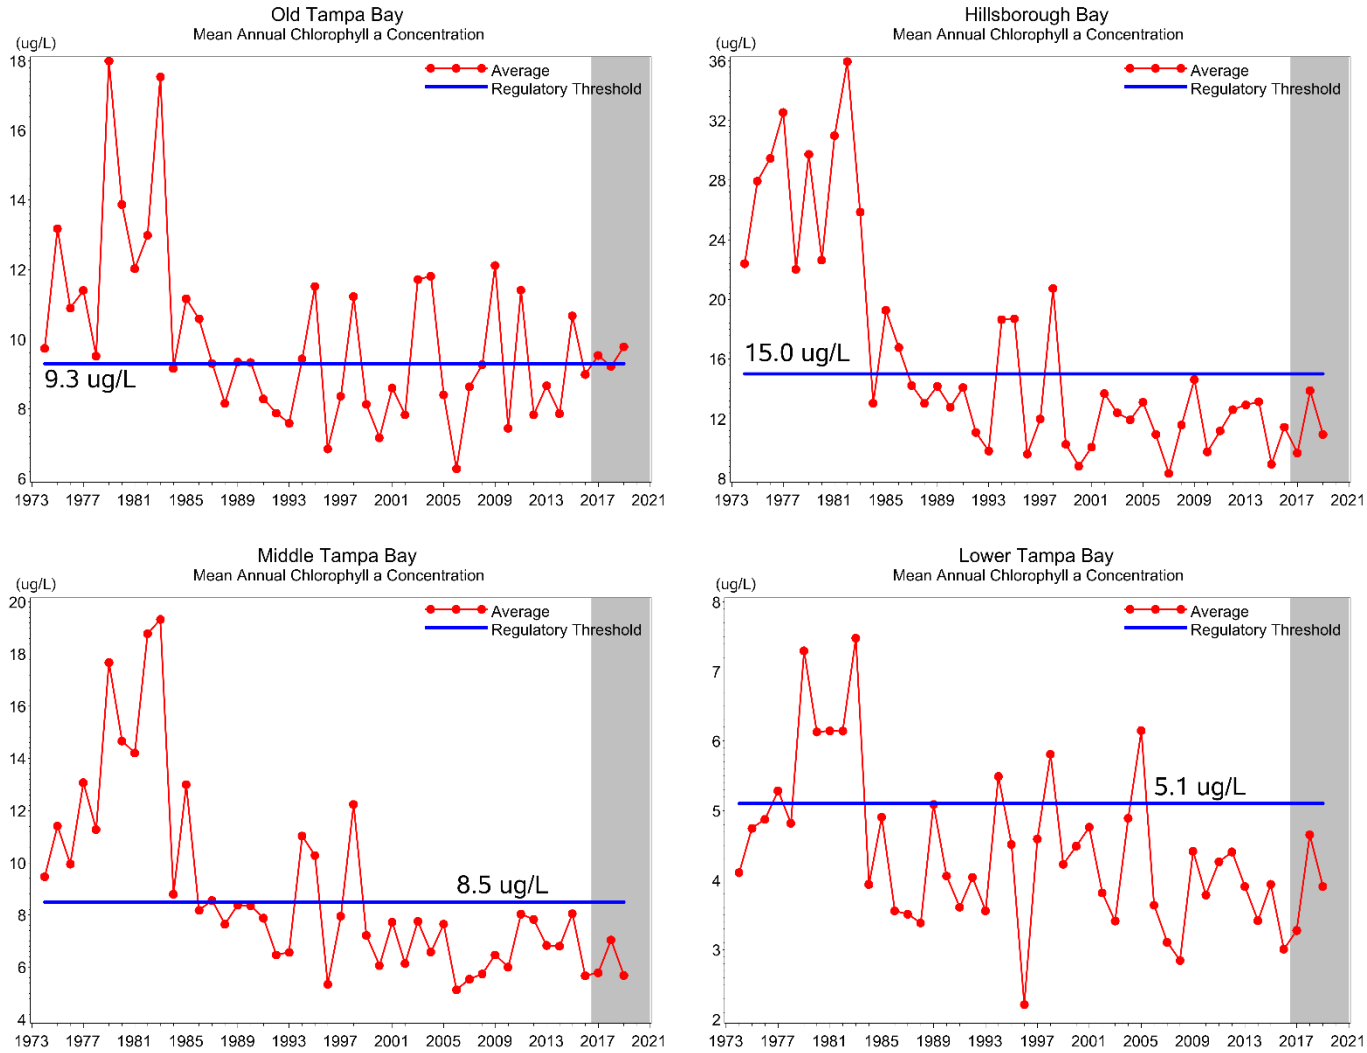 Old Tampa Bay
Mean Annual Chlorophyll a Concentration
(ug/L)
Average
Regulatory Threshold
18
16
14
12
10
8
6
9.3 ug/L
1973 1977 1981 1985 1989 1993 1997 2001 2005 2009 2013 2017 2021
Hillsborough Bay
Mean Annual Chlorophyll a Concentration
(ug/L)
Average
Regulatory Threshold
36
32
28
24
20
16
12
8
15.0 ug/L
1973 1977 1981 1985 1989 1993 1997 2001 2005 2009 2013 2017 2021
Middle Tampa Bay
Mean Annual Chlorophyll a Concentration
(ug/L)
Average
Regulatory Threshold
20
18
16
14
12
10
8
6
4
8.5 ug/L
1973 1977 1981 1985 1989 1993 1997 2001 2005 2009 2013 2017 2021
Lower Tampa Bay
Mean Annual Chlorophyll a Concentration
(ug/L)
Average
Regulatory Threshold
8
7
6
5
4
3
2
5.1 ug/L
1973 1977 1981 1985 1989 1993 1997 2001 2005 2009 2013 2017 2021